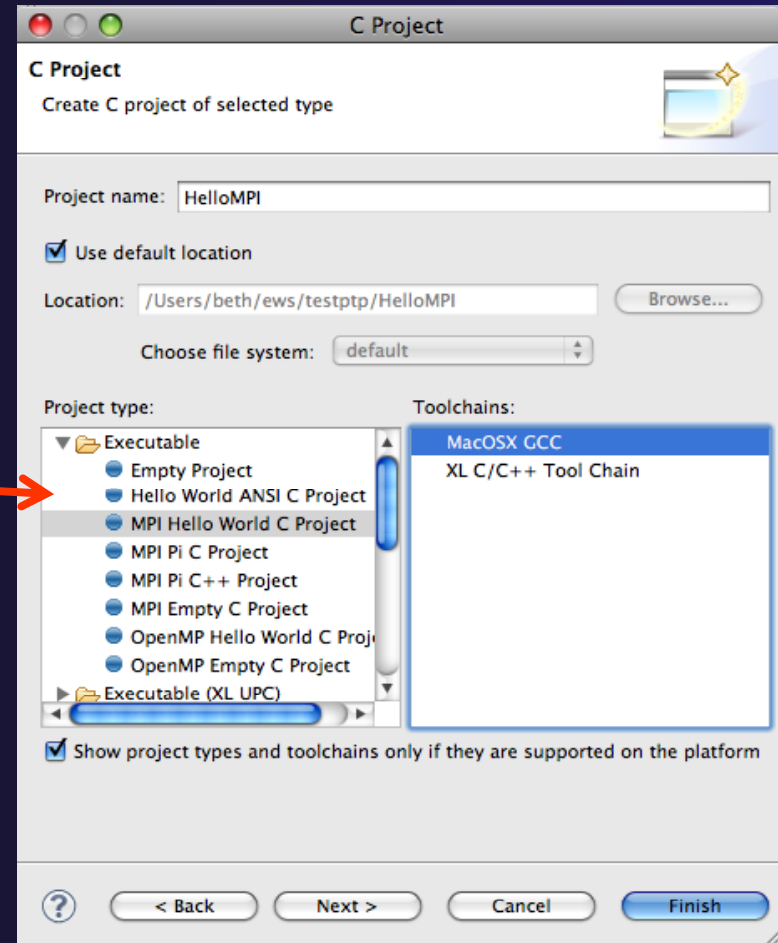 C Project
C Project
Create C project of selected type
Project name: HelloMPI
Use default location
Location: /Users/beth/ews/testptp/HelloMPI Browse...
Choose file system: default
Project type: Toolchains:
Executable
Empty Project
Hello World ANSI C Project
MPI Hello World C Project
MPI Pi C Project
MPI Pi C++ Project
MPI Empty C Project
OpenMP Hello World C Proj
OpenMP Empty C Project
Executable (XL UPC)
MacOSX GCC
XL C/C++ Tool Chain
Show project types and toolchains only if they are supported on the platform
? < Back Next > Cancel Finish